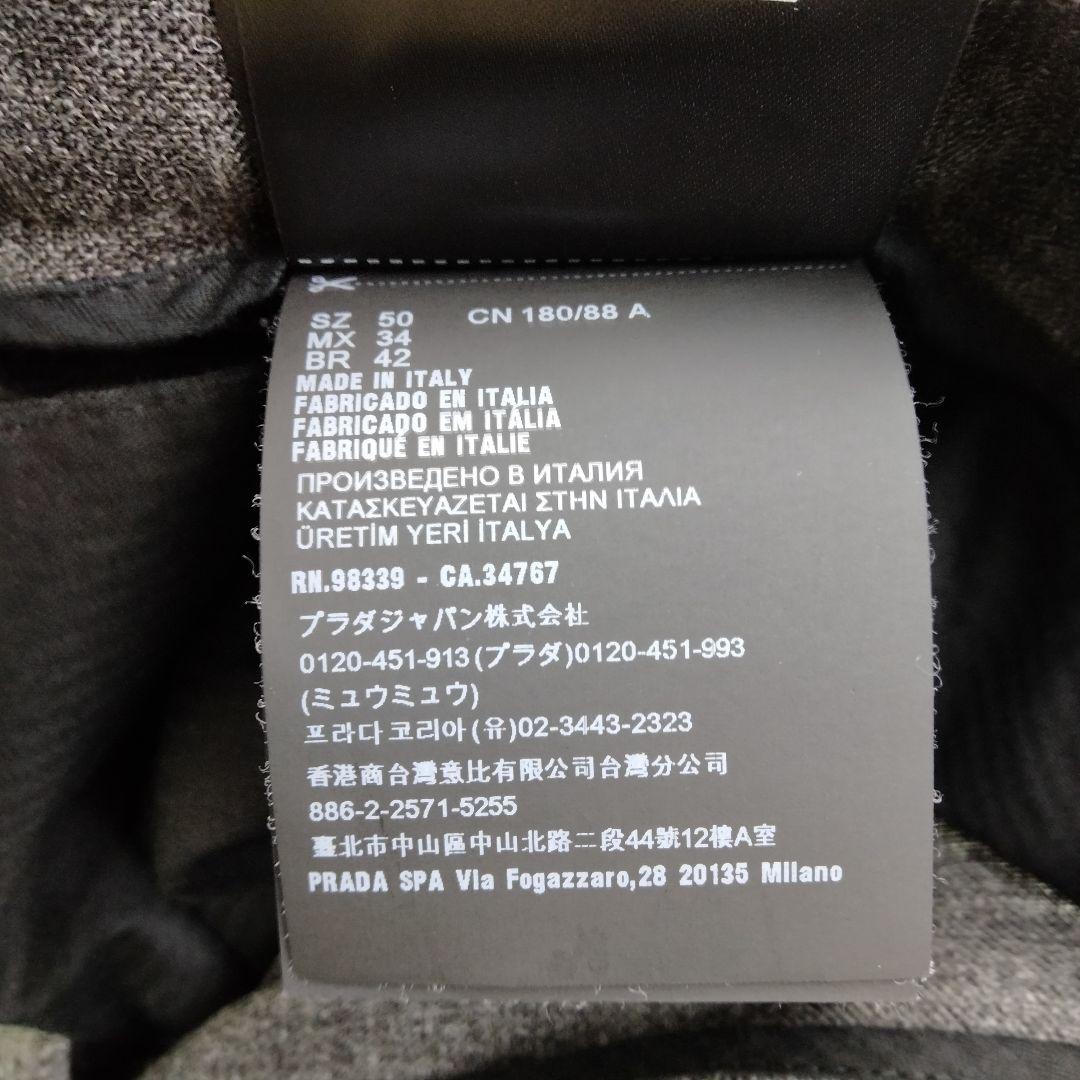 SZ 50 CN 180/88 A
MX 34
BR 42
MADE IN ITALY
FABRICADO EN ITALIA
FABRICADO EM ITÁLIA
FABRIQUÉ EN ITALIE
ПРОИЗВЕДЕНО В ИТАЛИЯ
ΚΑΤΑΣΚΕΥΑΖΕΤΑΙ ΣΤΗΝ ΙΤΑΛΙΑ
ÜRETİM YERİ İTALYA
RN.98339 - CA.34767
プラダジャパン株式会社
0120-451-913(プラダ)0120-451-993
(ミュウミュウ)
프라다코리아(유)02-3443-2323
香港商台灣意比有限公司台灣分公司
886-2-2571-5255
臺北市中山區中山北路二段44號12樓A室
PRADA SPA Via Fogazzaro,28 20135 Milano